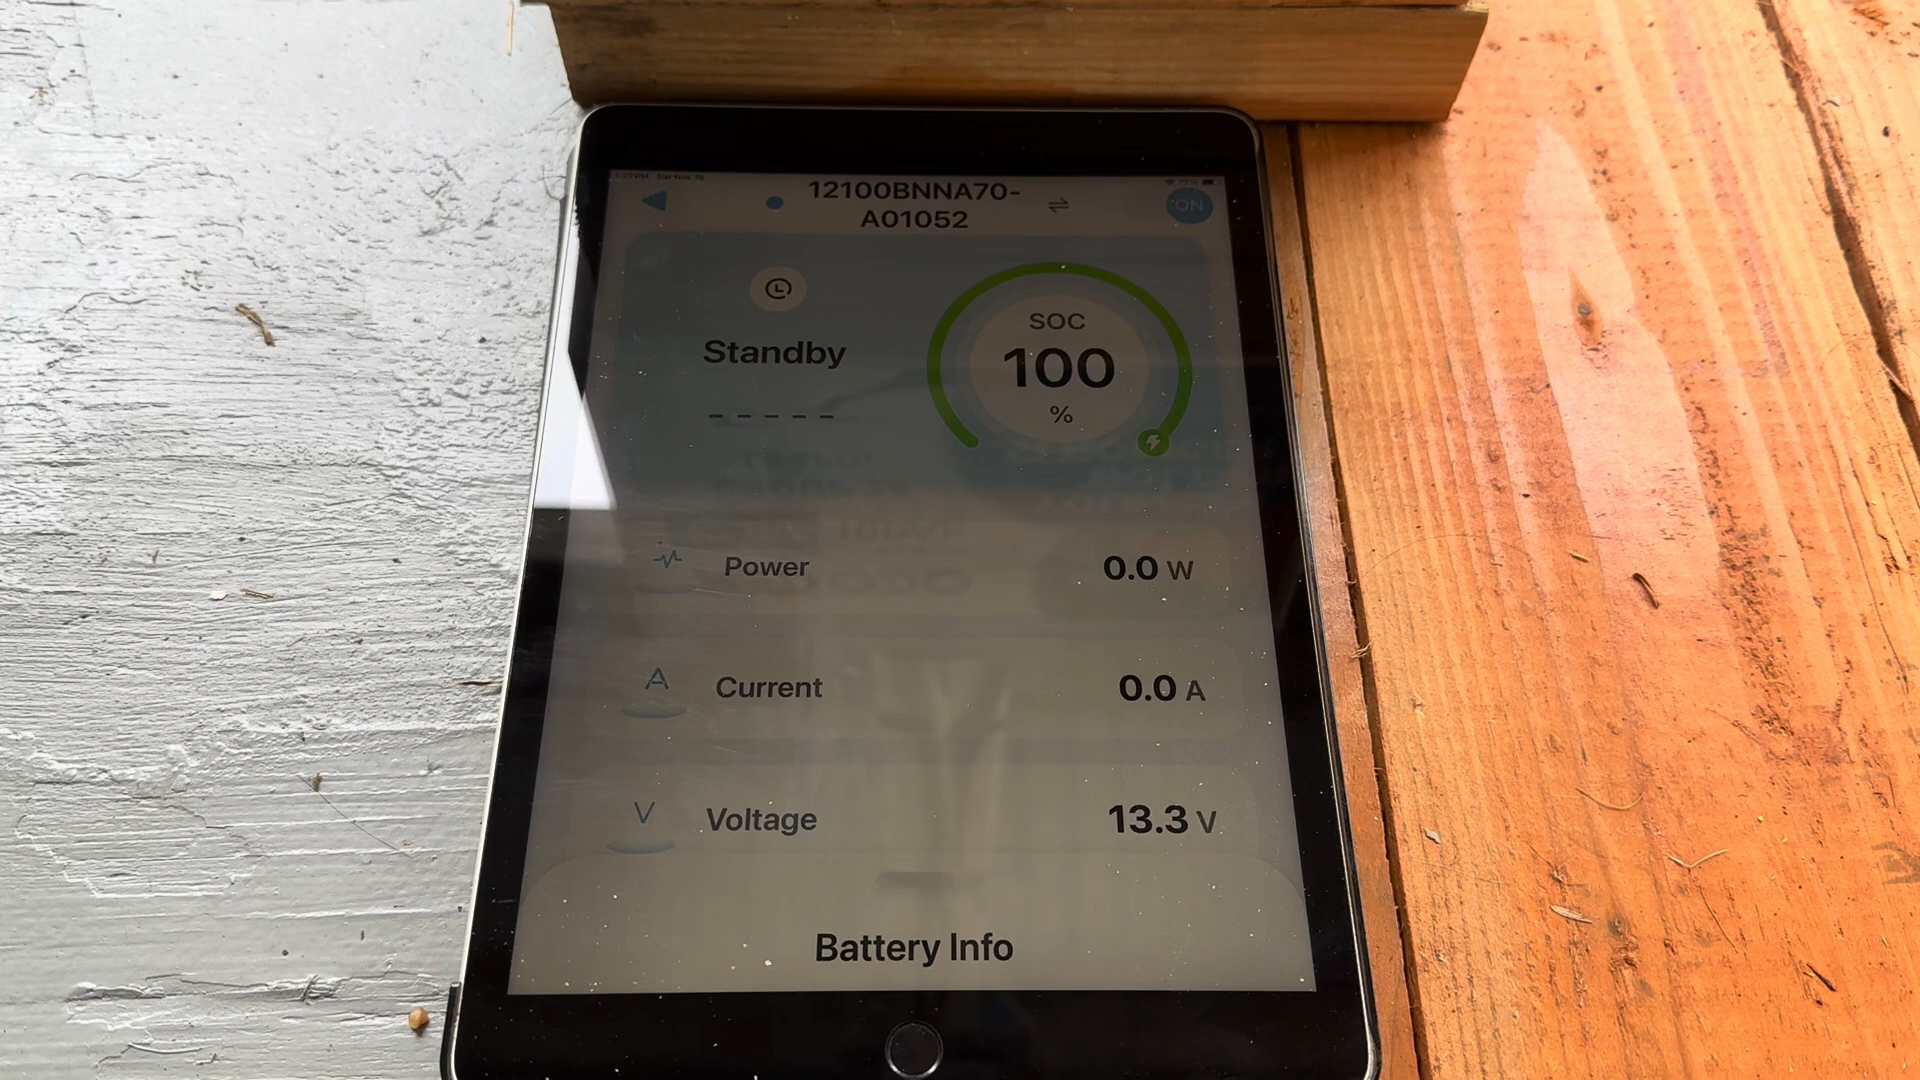 12100BNNA70-
A01052
ON
Standby
- - - - -
SOC
100
%
Power 0.0 W
A Current 0.0 A
V Voltage 13.3 V
Battery Info